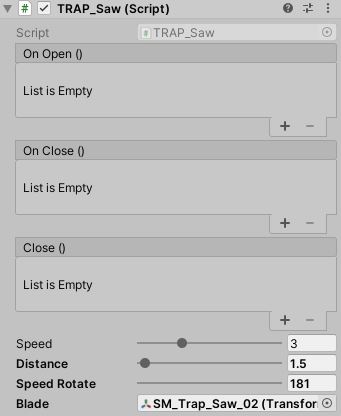 TRAP_Saw (Script)
Script TRAP_Saw
On Open ()
List is Empty
+ −
On Close ()
List is Empty
+ −
Close ()
List is Empty
+ −
Speed 3
Distance 1.5
Speed Rotate 181
Blade SM_Trap_Saw_02 (Transfor